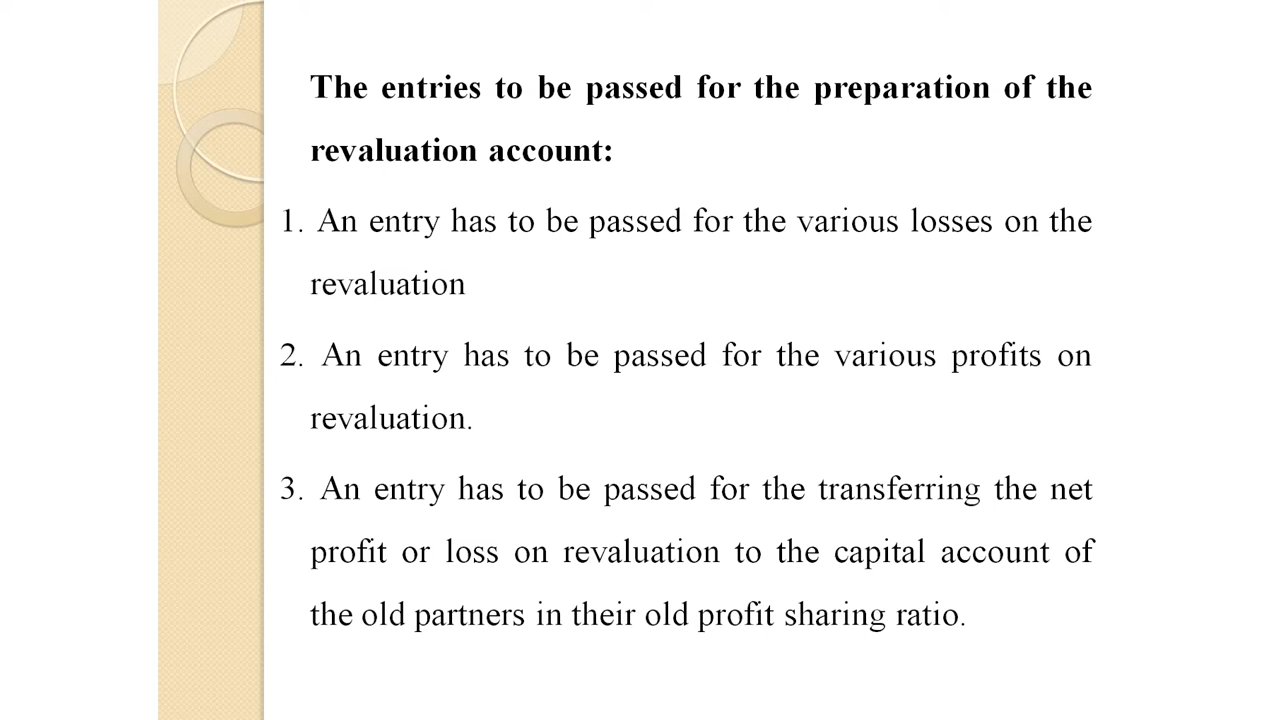 The entries to be passed for the preparation of the
revaluation account:
1. An entry has to be passed for the various losses on the
revaluation
2. An entry has to be passed for the various profits on
revaluation.
3. An entry has to be passed for the transferring the net
profit or loss on revaluation to the capital account of
the old partners in their old profit sharing ratio.